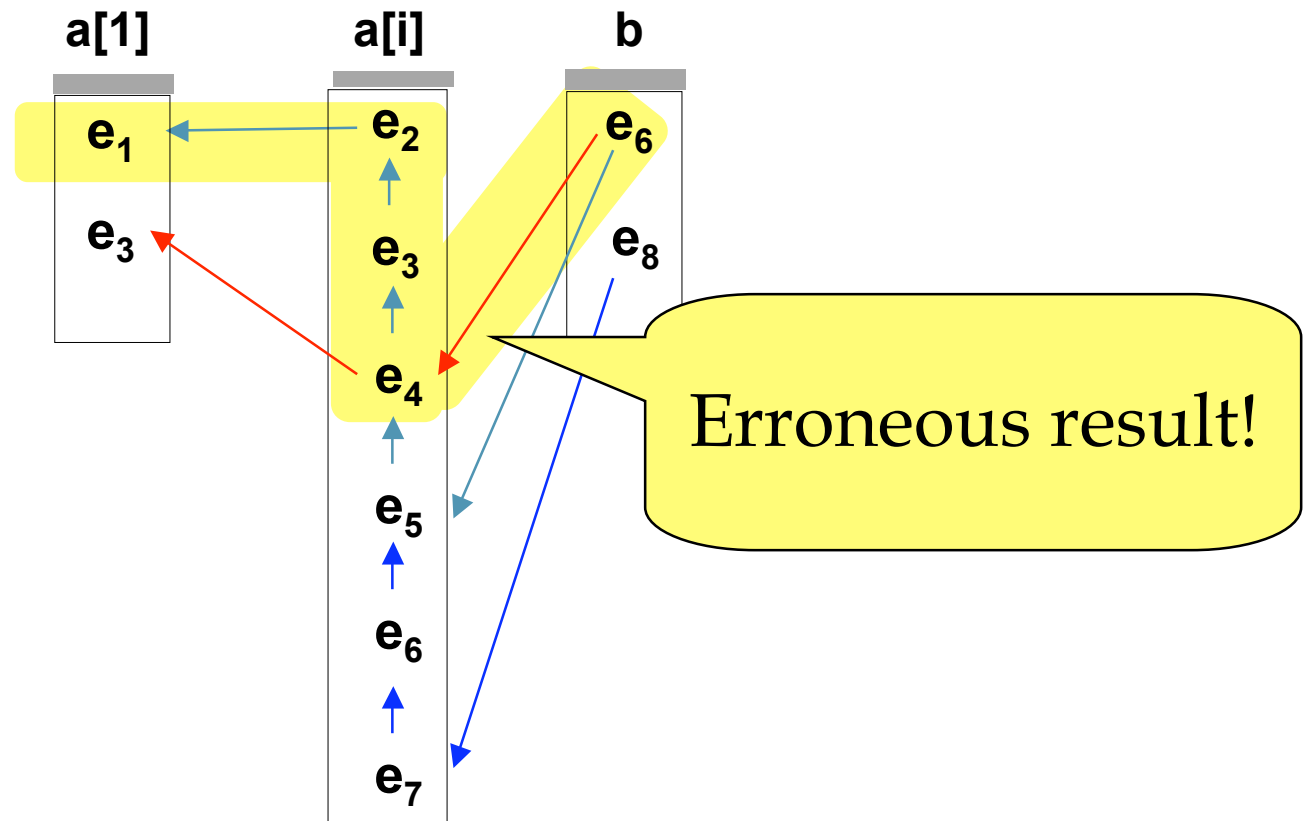 a[1] a[i] b
e₁ e₂ e₆
e₃ e₃ e₈
e₄
Erroneous result!
e₅
e₆
e₇